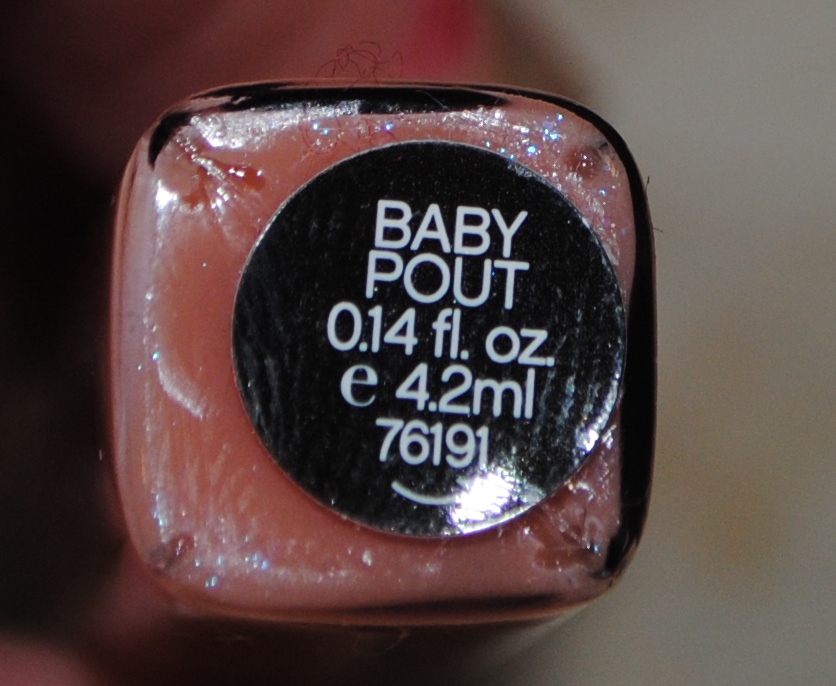 BABY
POUT
0.14 fl. oz.
℮ 4.2ml
76191